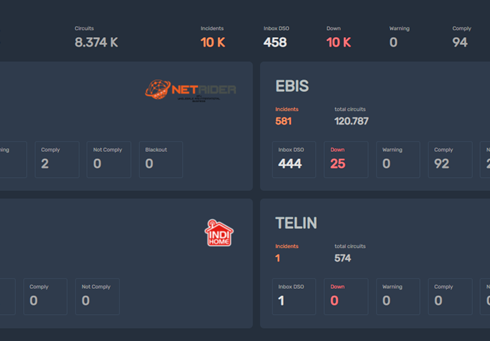 Circuits Incidents Inbox DSO Down Warning Comply
8.374 K 10 K 458 10 K 0 94
NETRIDER
EBIS
Incidents total circuits
581 120.787
Comply Not Comply Blackout
2 0 0
Inbox DSO Down Warning Comply
444 25 0 92
INDI
HOME
TELIN
Incidents total circuits
1 574
Comply Not Comply
0 0
Inbox DSO Down Warning Comply
1 0 0 0